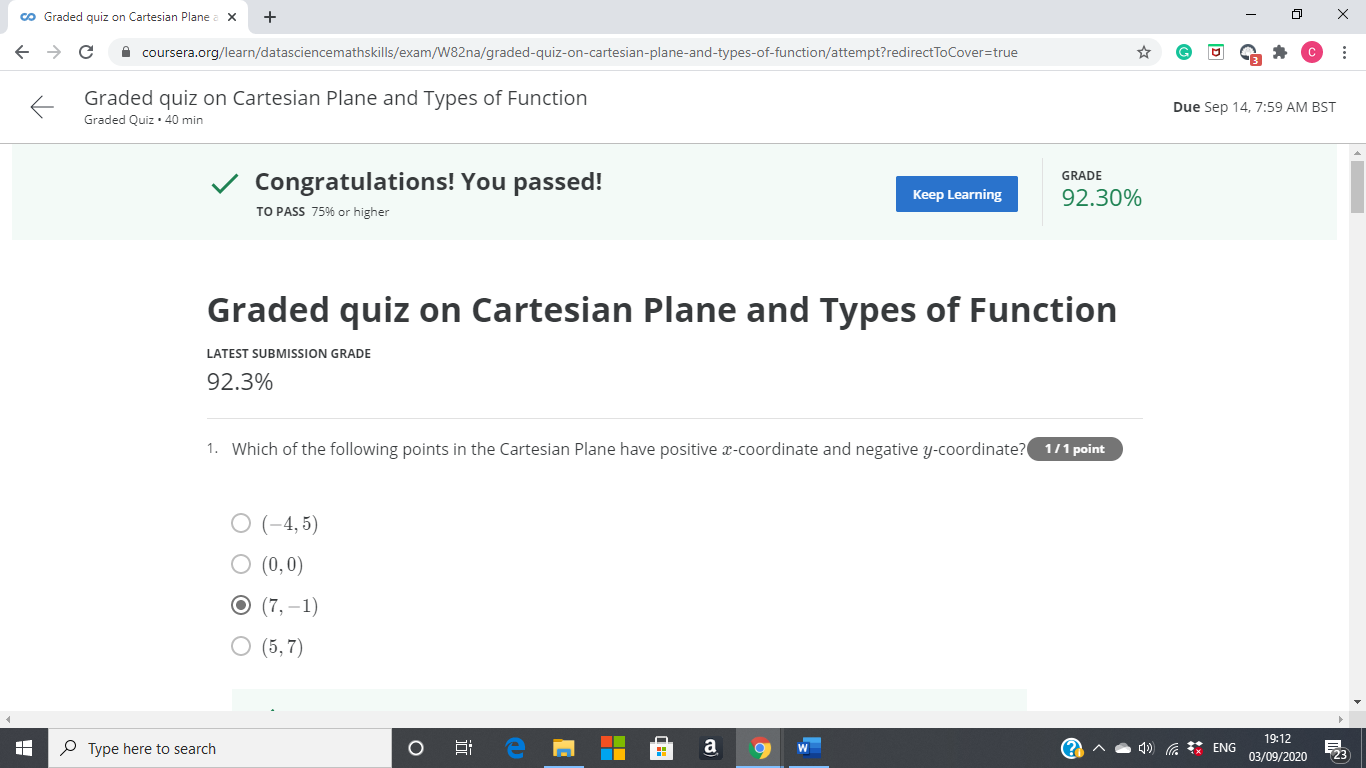 Graded quiz on Cartesian Plane a
coursera.org/learn/datasciencemathskills/exam/W82na/graded-quiz-on-cartesian-plane-and-types-of-function/attempt?redirectToCover=true
3
C
Graded quiz on Cartesian Plane and Types of Function
Graded Quiz • 40 min
Due Sep 14, 7:59 AM BST
Congratulations! You passed!
TO PASS 75% or higher
Keep Learning
GRADE
92.30%
Graded quiz on Cartesian Plane and Types of Function
LATEST SUBMISSION GRADE
92.3%
1. Which of the following points in the Cartesian Plane have positive x-coordinate and negative y-coordinate? 1 / 1 point
(−4, 5)
(0, 0)
(7, −1)
(5, 7)
Type here to search
ENG
19:12
03/09/2020
23